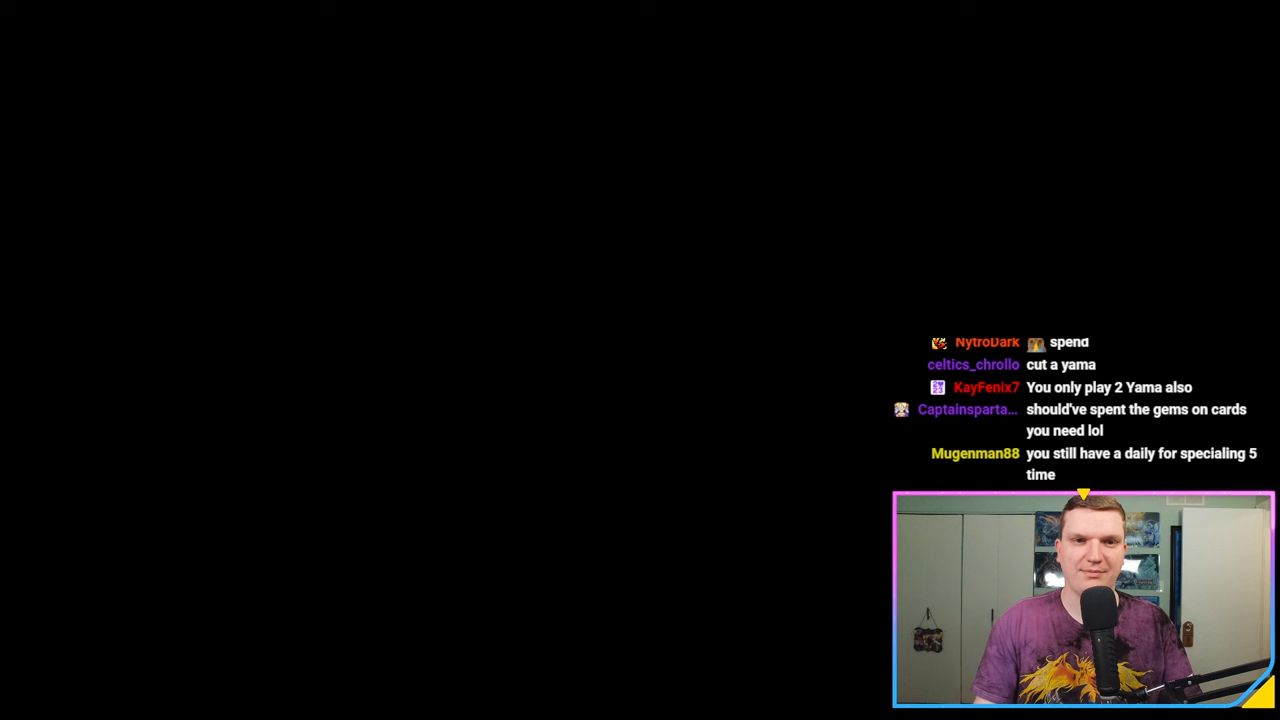 NytroDark spend
celtics_chrollo cut a yama
KayFenix7 You only play 2 Yama also
Captainsparta... should've spent the gems on cards
you need lol
Mugenman88 you still have a daily for specialing 5
time